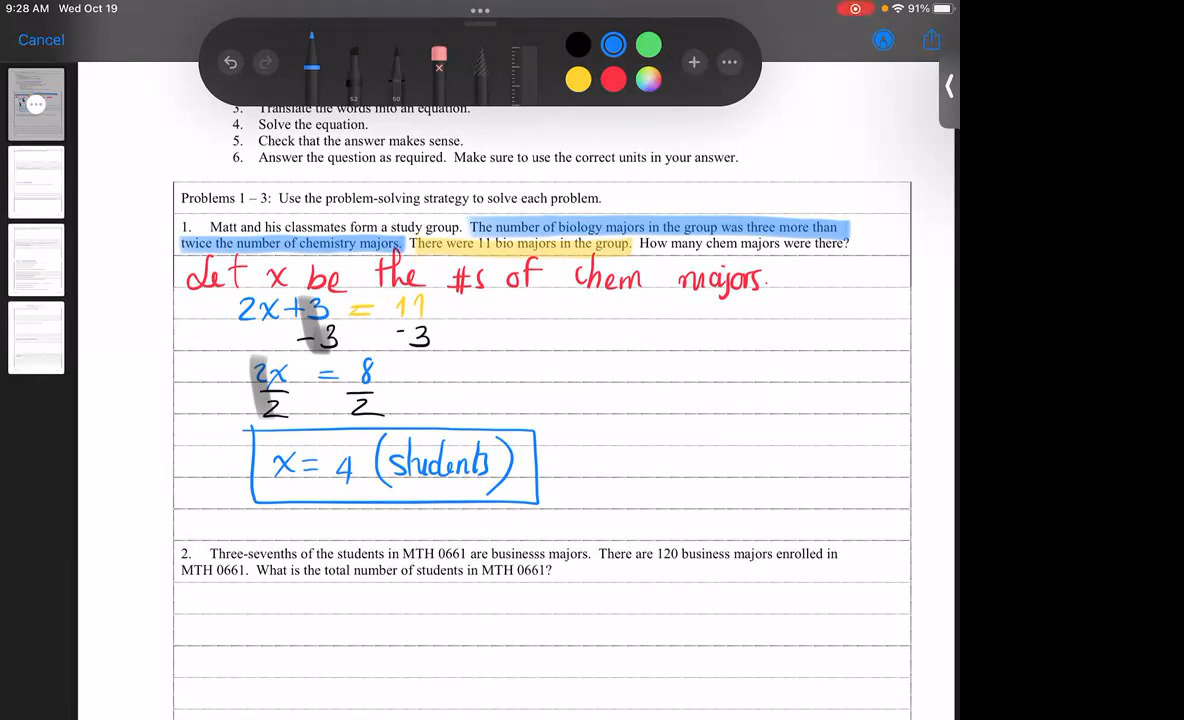 9:28 AM Wed Oct 19
91%
Cancel
52
50
3. Translate the words into an equation.
4. Solve the equation.
5. Check that the answer makes sense.
6. Answer the question as required. Make sure to use the correct units in your answer.
Problems 1 – 3: Use the problem-solving strategy to solve each problem.
1. Matt and his classmates form a study group. The number of biology majors in the group was three more than
twice the number of chemistry majors. There were 11 bio majors in the group. How many chem majors were there?
Let x be the #s of chem majors.
2x+3 = 11
-3 -3
2x = 8
2 2
x = 4 (students)
2. Three-sevenths of the students in MTH 0661 are businesss majors. There are 120 business majors enrolled in
MTH 0661. What is the total number of students in MTH 0661?